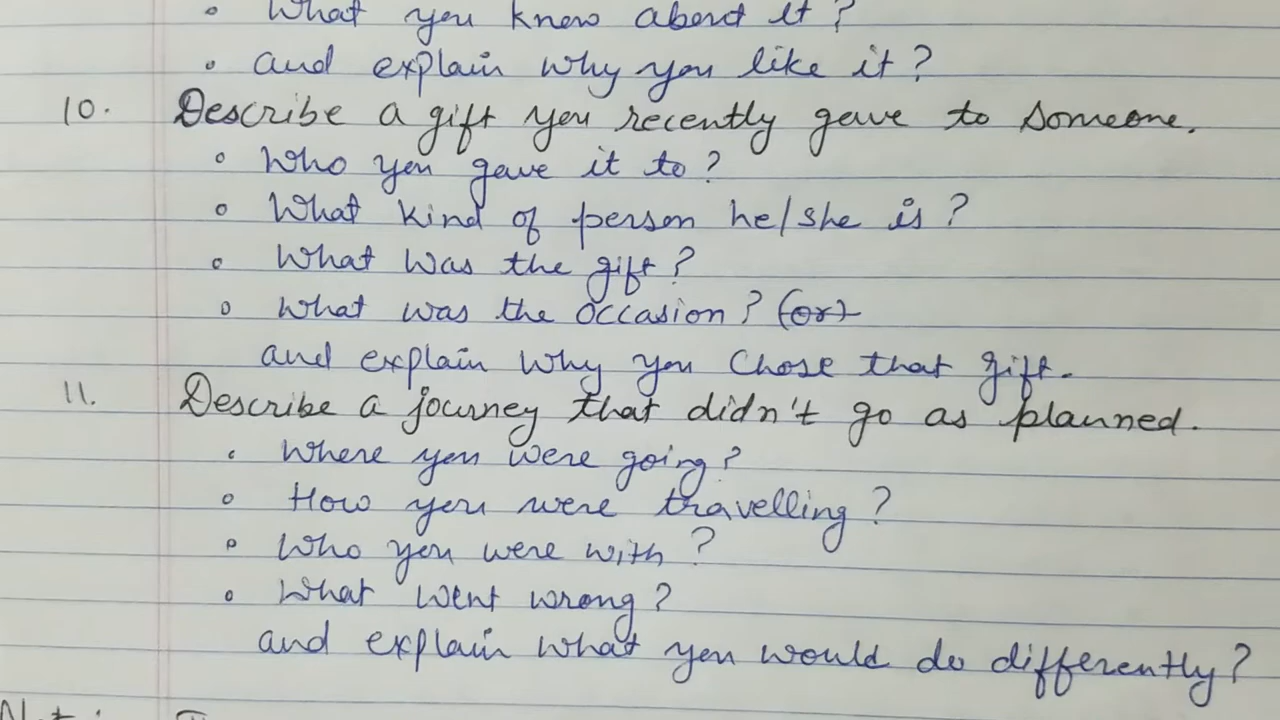 • What you know about it?
• and explain why you like it?
10. Describe a gift you recently gave to someone.
• Who you gave it to?
• What kind of person he/she is?
• What was the gift?
• What was the occasion? (or)
and explain why you chose that gift.
11. Describe a journey that didn't go as planned.
• Where you were going?
• How you were travelling?
• Who you were with?
• What went wrong?
and explain what you would do differently?